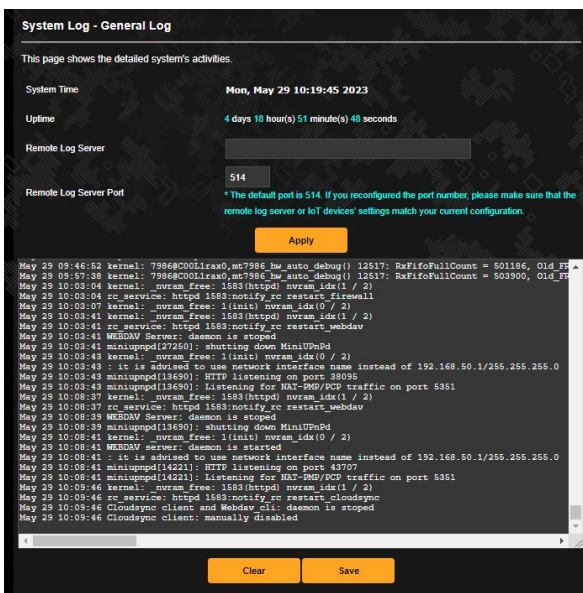 System Log - General Log
This page shows the detailed system's activities.
System Time
Mon, May 29 10:19:45 2023
Uptime
4 days 18 hour(s) 51 minute(s) 48 seconds
Remote Log Server
Remote Log Server Port
514
* The default port is 514. If you reconfigured the port number, please make sure that the
remote log server or IoT devices' settings match your current configuration.
Apply
May 29 09:46:52 kernel: 7986@C00L1rax0,mt7986_hw_auto_debug() 12517: RxFifoFullCount = 501186, Old_FR
May 29 09:57:38 kernel: 7986@C00L1rax0,mt7986_hw_auto_debug() 12517: RxFifoFullCount = 503900, Old_FR
May 29 10:03:04 kernel: _nvram_free: 1583(httpd) nvram_idx(1 / 2)
May 29 10:03:04 rc_service: httpd 1583:notify_rc restart_firewall
May 29 10:03:07 kernel: _nvram_free: 1(init) nvram_idx(0 / 2)
May 29 10:03:41 kernel: _nvram_free: 1583(httpd) nvram_idx(1 / 2)
May 29 10:03:41 rc_service: httpd 1583:notify_rc restart_webdav
May 29 10:03:41 WEBDAV Server: daemon is stoped
May 29 10:03:41 miniupnpd[27250]: shutting down MiniUPnPd
May 29 10:03:43 kernel: _nvram_free: 1(init) nvram_idx(0 / 2)
May 29 10:03:43 : it is advised to use network interface name instead of 192.168.50.1/255.255.255.0
May 29 10:03:43 miniupnpd[13690]: HTTP listening on port 38095
May 29 10:03:43 miniupnpd[13690]: Listening for NAT-PMP/PCP traffic on port 5351
May 29 10:08:37 kernel: _nvram_free: 1583(httpd) nvram_idx(1 / 2)
May 29 10:08:37 rc_service: httpd 1583:notify_rc restart_webdav
May 29 10:08:39 WEBDAV Server: daemon is stoped
May 29 10:08:39 miniupnpd[13690]: shutting down MiniUPnPd
May 29 10:08:41 kernel: _nvram_free: 1(init) nvram_idx(0 / 2)
May 29 10:08:41 WEBDAV server: daemon is started
May 29 10:08:41 : it is advised to use network interface name instead of 192.168.50.1/255.255.255.0
May 29 10:08:41 miniupnpd[14221]: HTTP listening on port 43707
May 29 10:08:41 miniupnpd[14221]: Listening for NAT-PMP/PCP traffic on port 5351
May 29 10:09:46 kernel: _nvram_free: 1583(httpd) nvram_idx(1 / 2)
May 29 10:09:46 rc_service: httpd 1583:notify_rc restart_cloudsync
May 29 10:09:46 Cloudsync client and Webdav_cli: daemon is stoped
May 29 10:09:46 Cloudsync client: manually disabled
Clear
Save